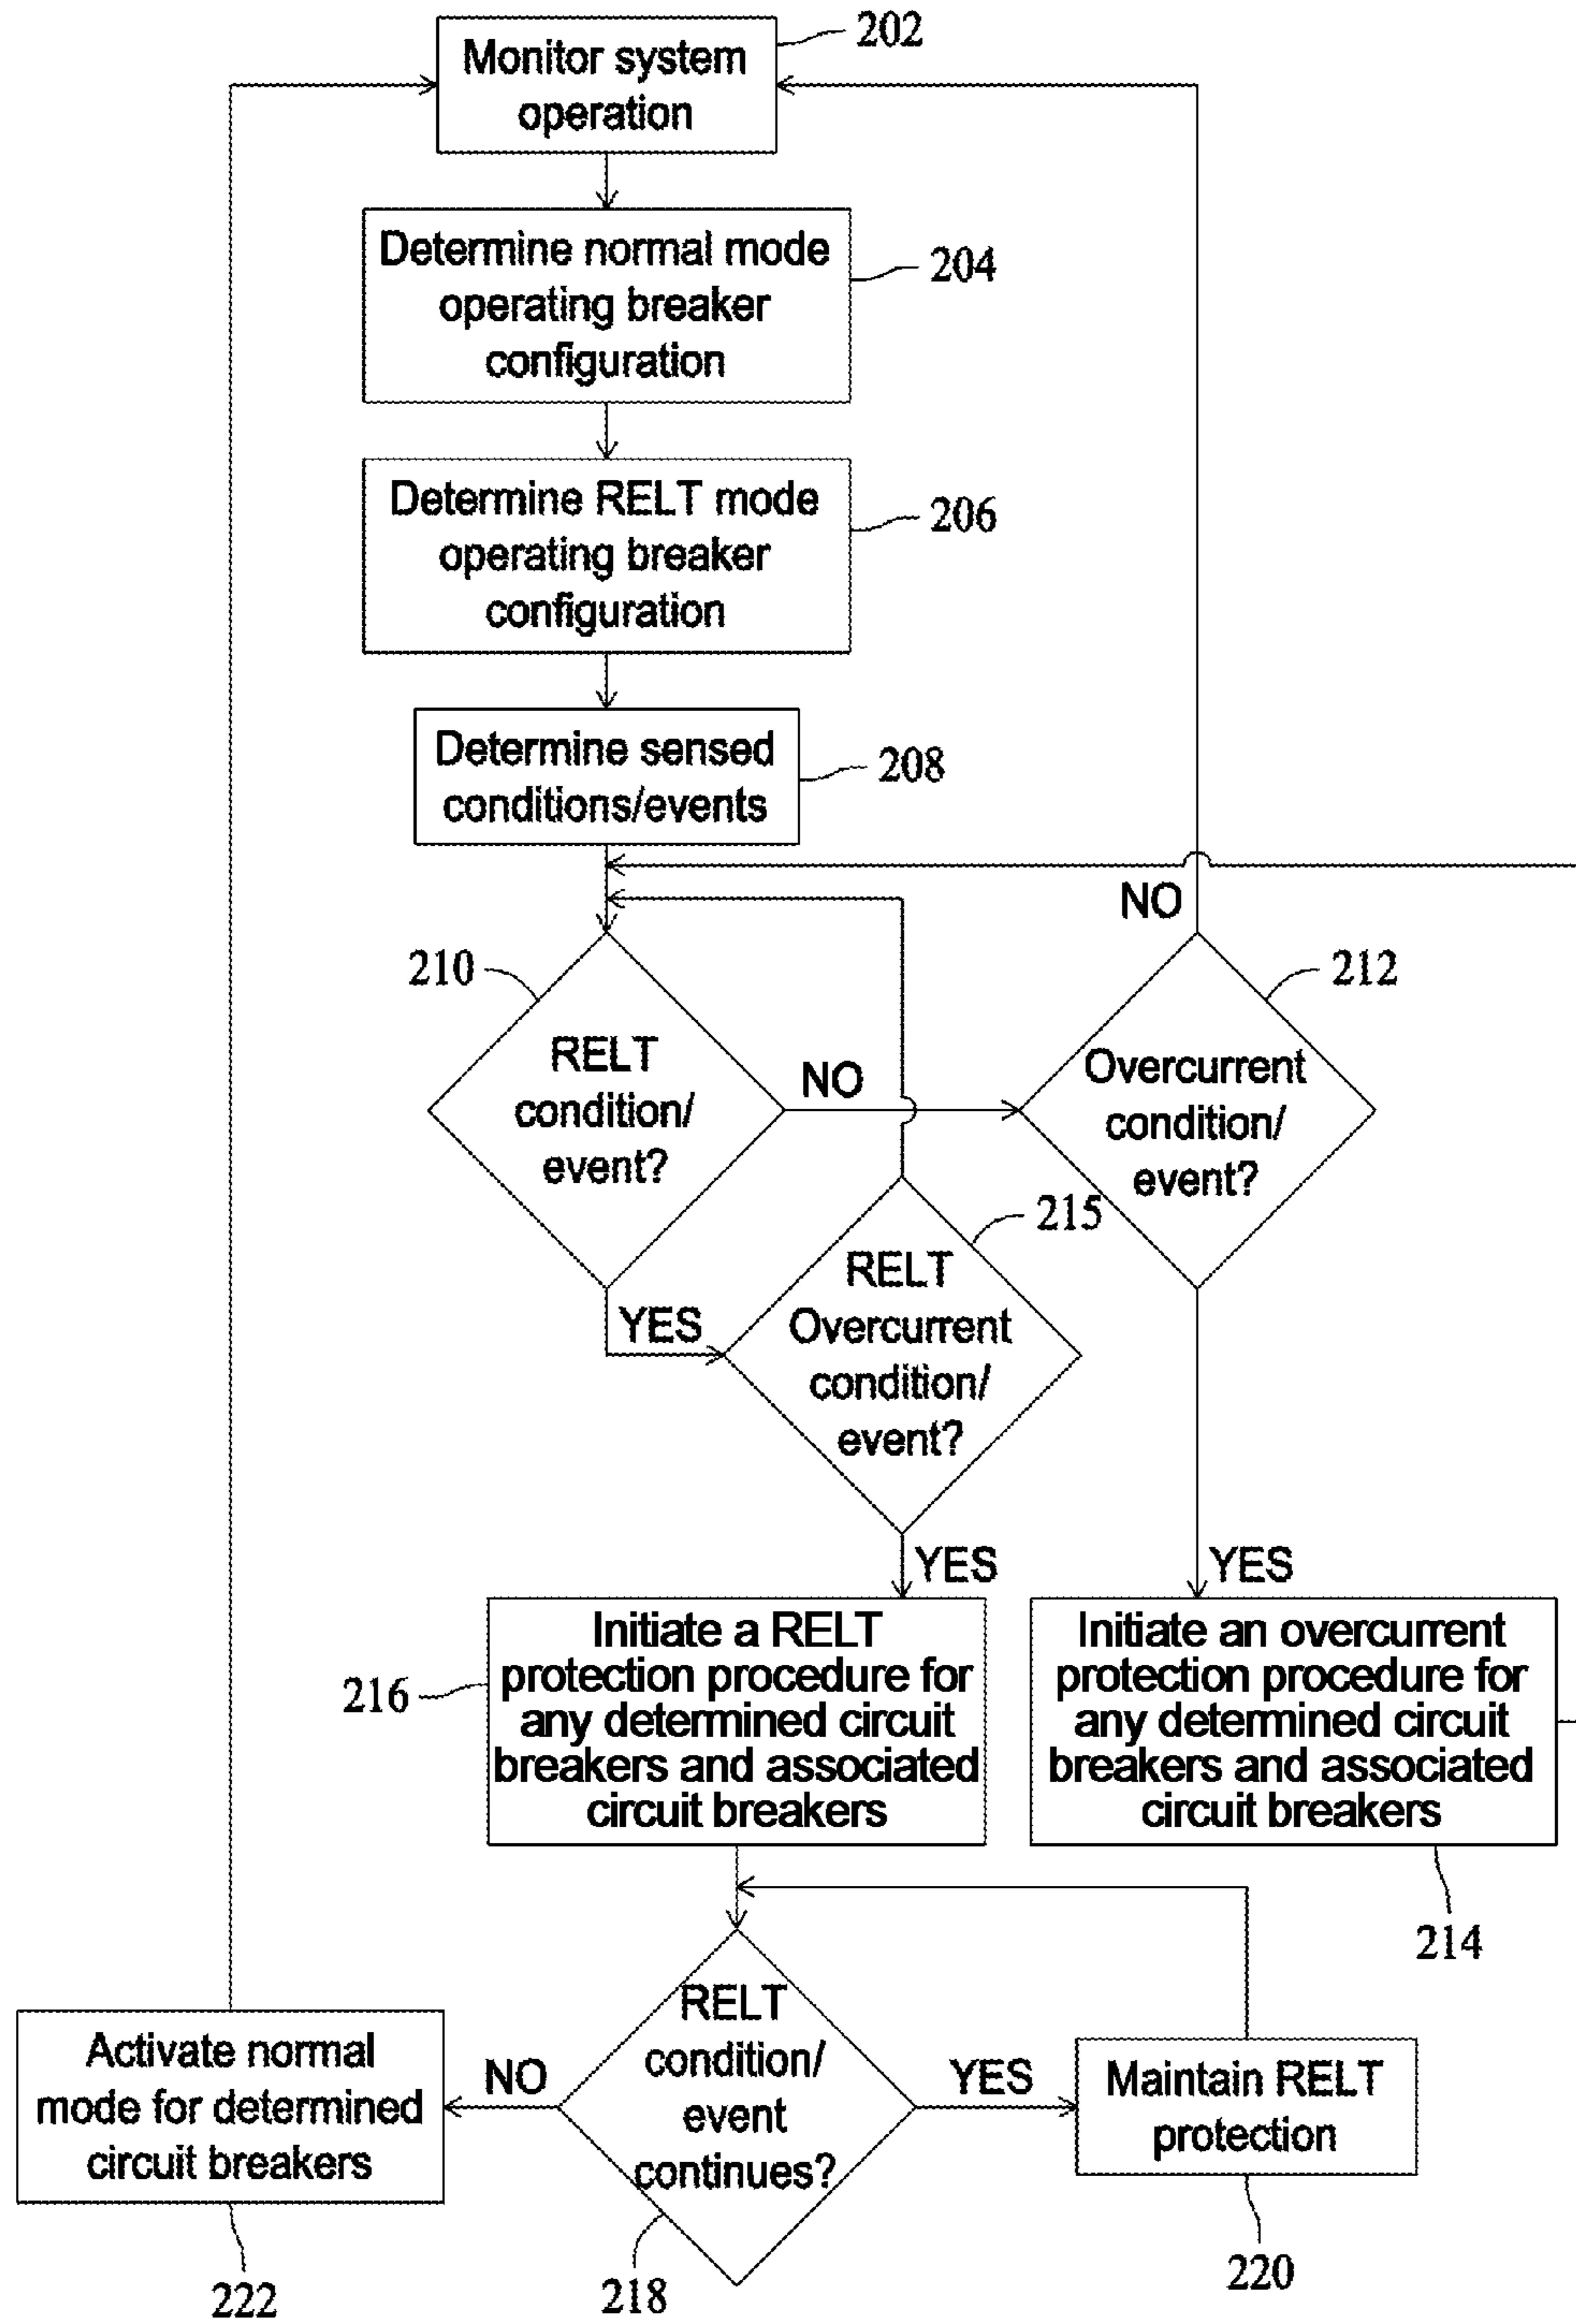 202
Monitor system
operation
Determine normal mode
operating breaker
configuration
204
Determine RELT mode
operating breaker
configuration
206
Determine sensed
conditions/events
208
NO
210
212
RELT
condition/
event?
NO
Overcurrent
condition/
event?
215
YES
RELT
Overcurrent
condition/
event?
YES
YES
216
Initiate a RELT
protection procedure for
any determined circuit
breakers and associated
circuit breakers
Initiate an overcurrent
protection procedure for
any determined circuit
breakers and associated
circuit breakers
214
RELT
condition/
event
continues?
NO
YES
Activate normal
mode for determined
circuit breakers
Maintain RELT
protection
222
218
220